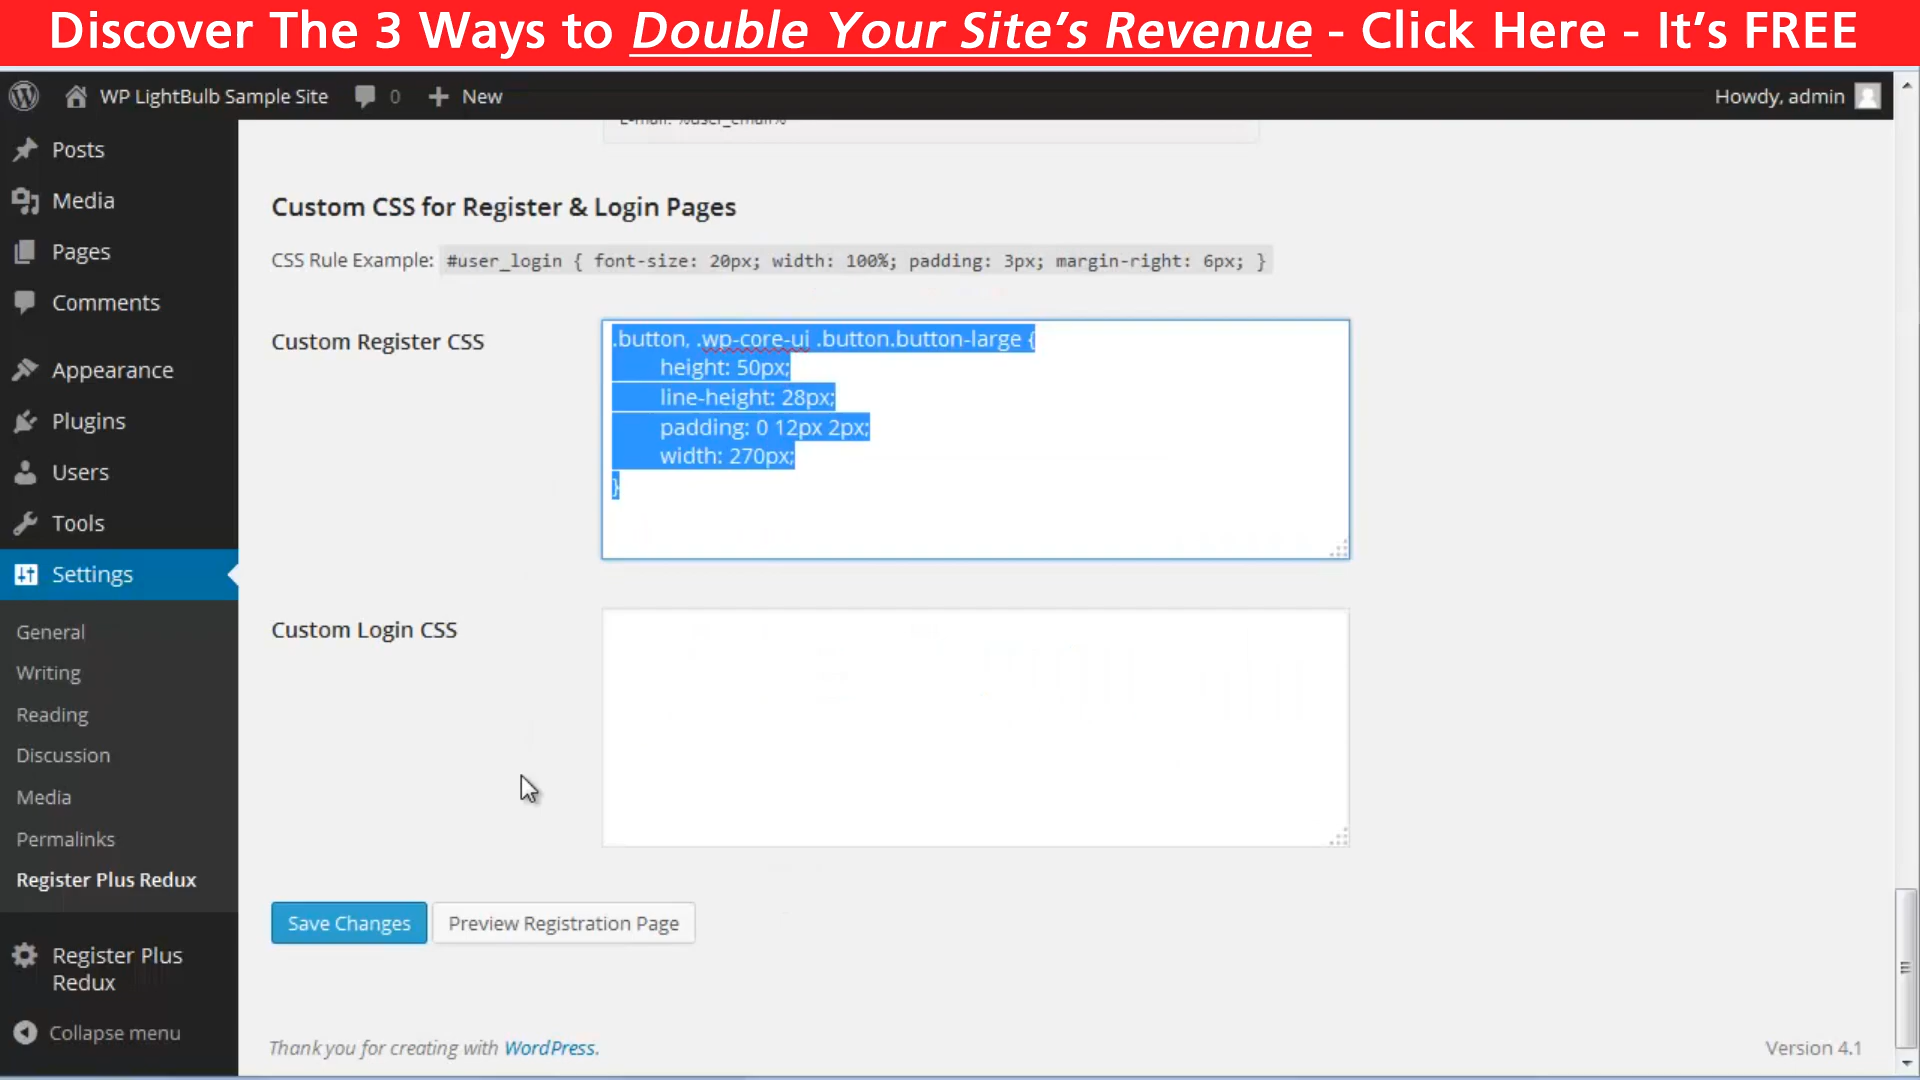 Discover The 3 Ways to Double Your Site's Revenue - Click Here - It's FREE
WP LightBulb Sample Site 0 New Howdy, admin
Posts
Media
Pages
Comments
Appearance
Plugins
Users
Tools
Settings
General
Writing
Reading
Discussion
Media
Permalinks
Register Plus Redux
Register Plus
Redux
Collapse menu
E-mail: %user_email%
Custom CSS for Register & Login Pages
CSS Rule Example: #user_login { font-size: 20px; width: 100%; padding: 3px; margin-right: 6px; }
Custom Register CSS
.button, .wp-core-ui .button.button-large {
height: 50px;
line-height: 28px;
padding: 0 12px 2px;
width: 270px;
}
Custom Login CSS
Save Changes Preview Registration Page
Thank you for creating with WordPress. Version 4.1